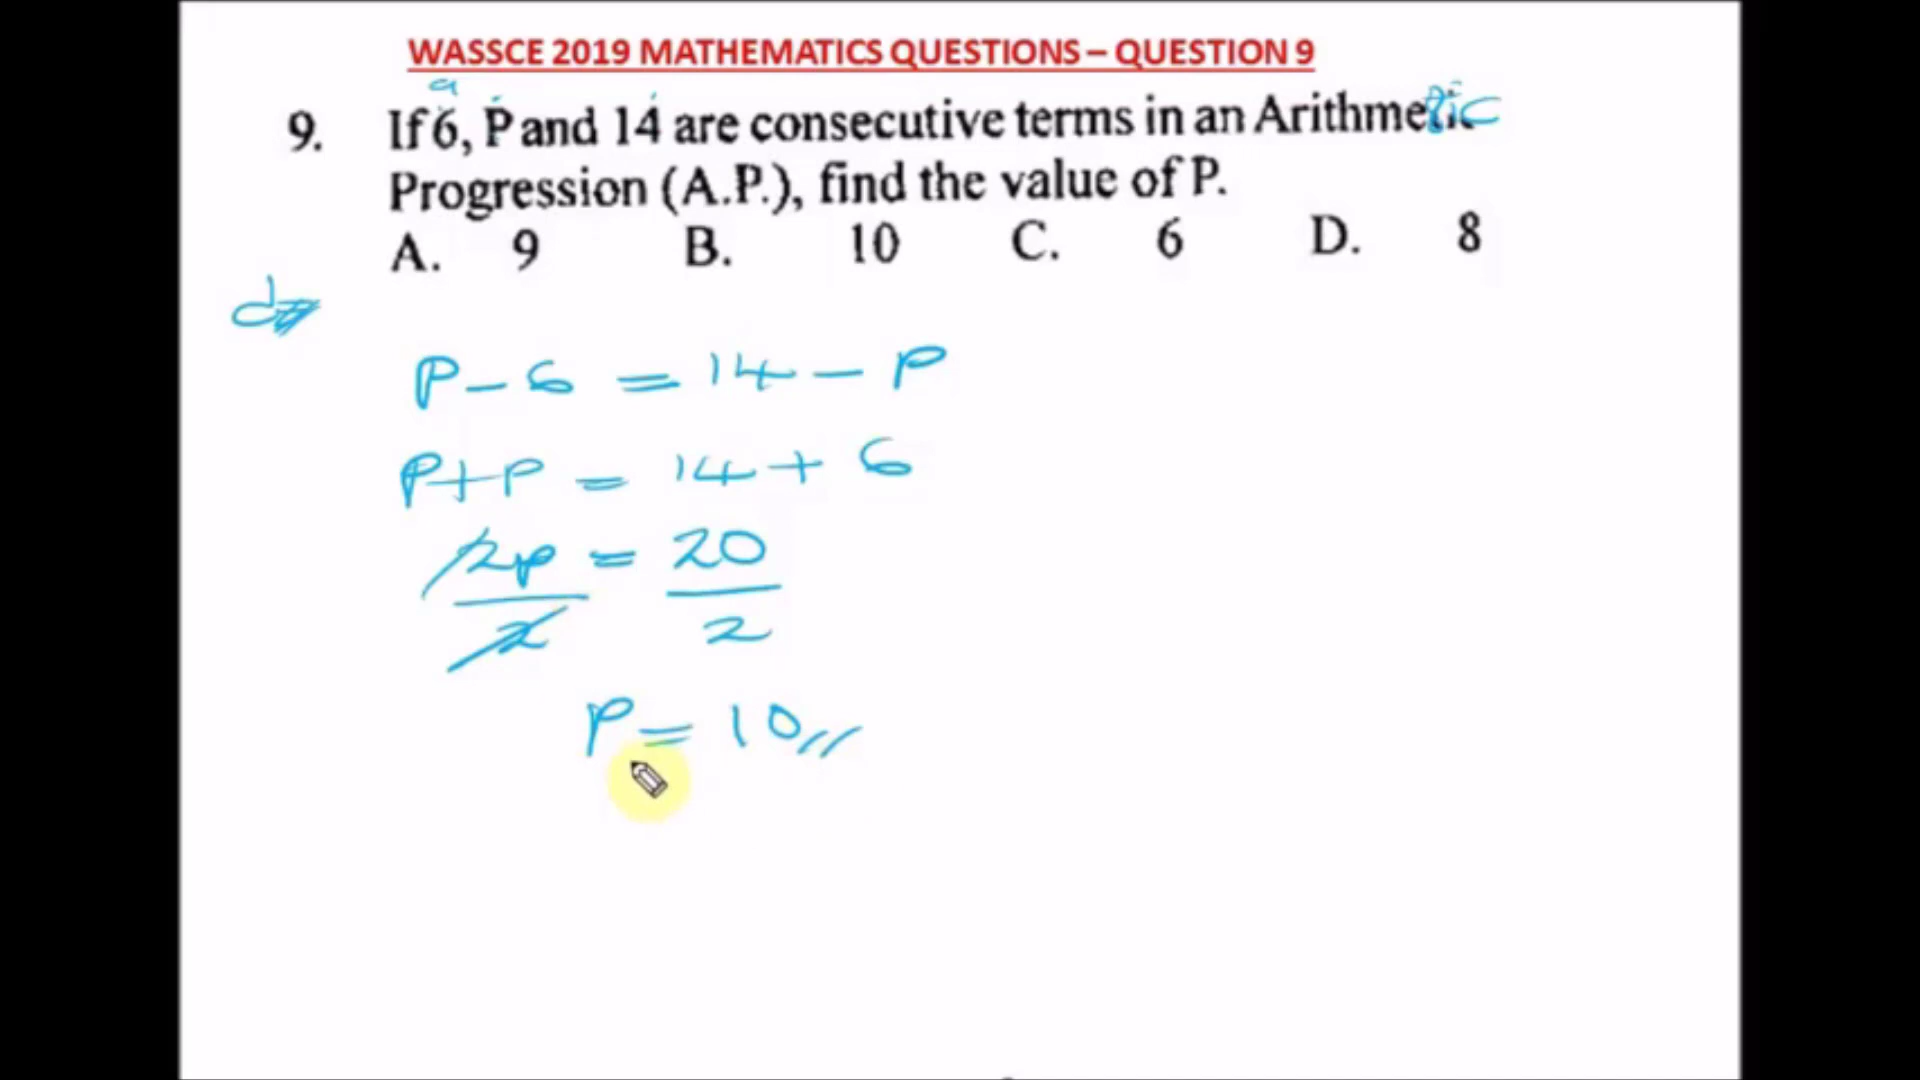 WASSCE 2019 MATHEMATICS QUESTIONS – QUESTION 9
a
9. If 6, P and 14 are consecutive terms in an Arithmetic
Progression (A.P.), find the value of P.
A. 9 B. 10 C. 6 D. 8
d
P - 6 = 14 - P
P + P = 14 + 6
2P = 20
2 2
P = 10